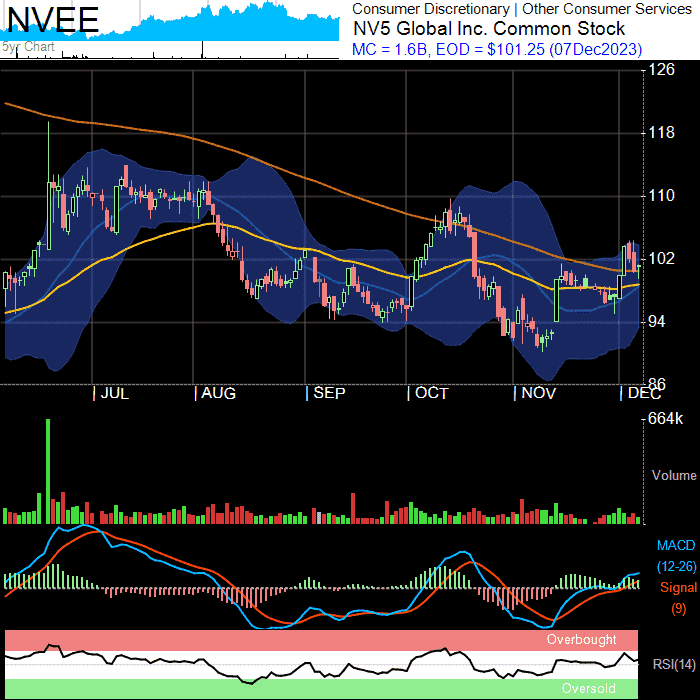 NVEE
5yr Chart
Consumer Discretionary | Other Consumer Services
NV5 Global Inc. Common Stock
MC = 1.6B, EOD = $101.25 (07Dec2023)
126
118
110
102
94
86
| JUL | AUG | SEP | OCT | NOV | DEC
664k
Volume
MACD
(12-26)
Signal
(9)
Overbought
RSI(14)
Oversold